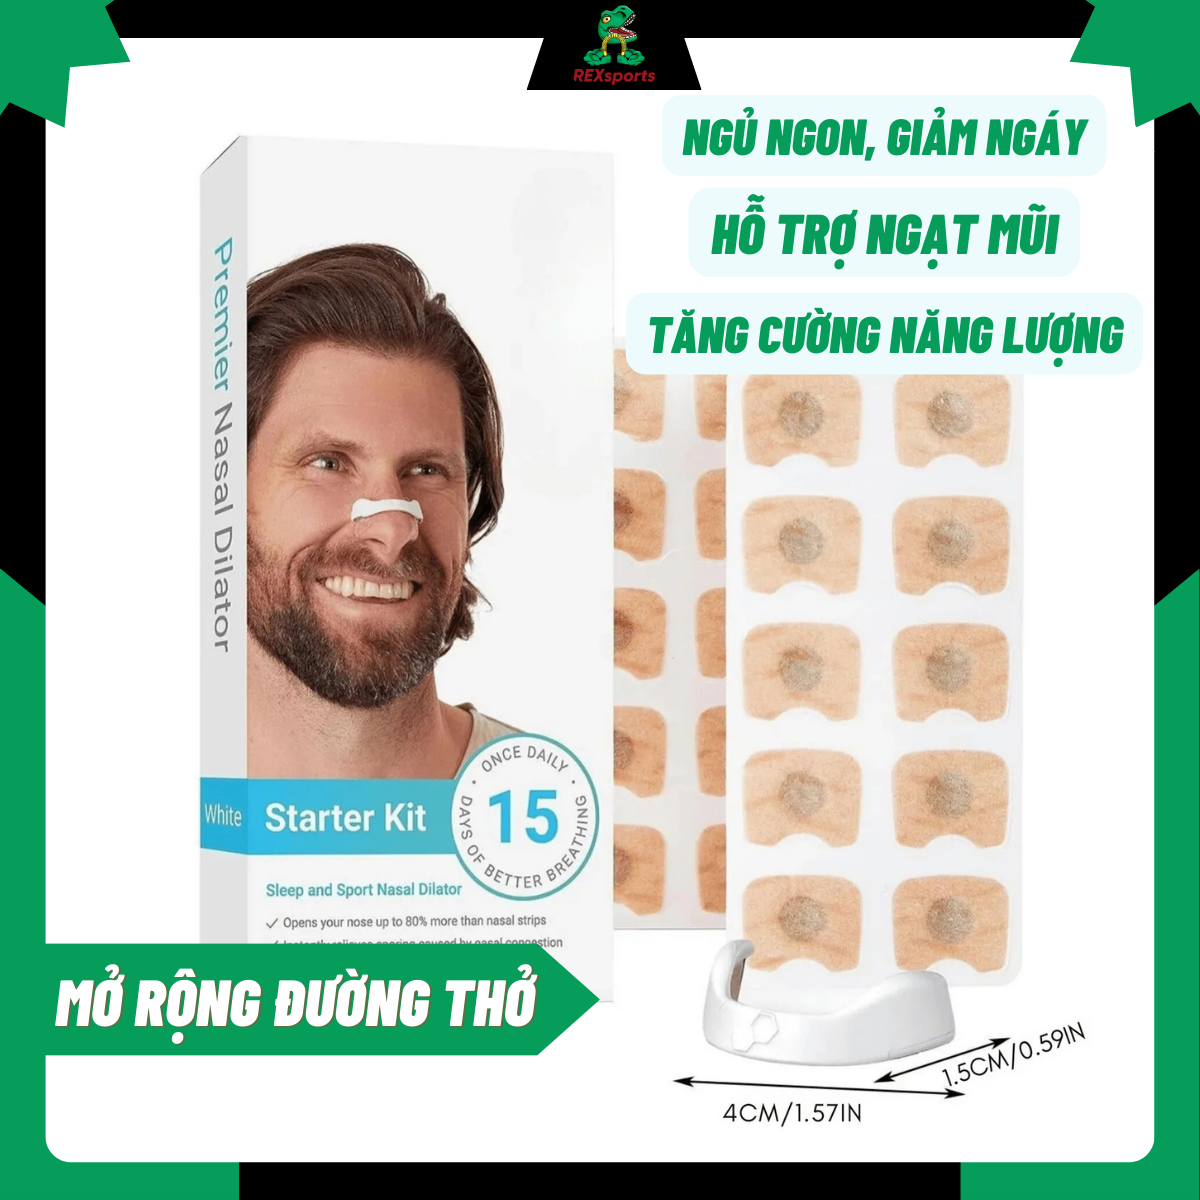 REXsports
NGỦ NGON, GIẢM NGÁY
HỖ TRỢ NGẠT MŨI
TĂNG CƯỜNG NĂNG LƯỢNG
Premier Nasal Dilator
White
Starter Kit
ONCE DAILY
15
DAYS OF BETTER BREATHING
Sleep and Sport Nasal Dilator
✓ Opens your nose up to 80% more than nasal strips
congestion
MỞ RỘNG ĐƯỜNG THỞ
1.5CM/0.59IN
4CM/1.57IN